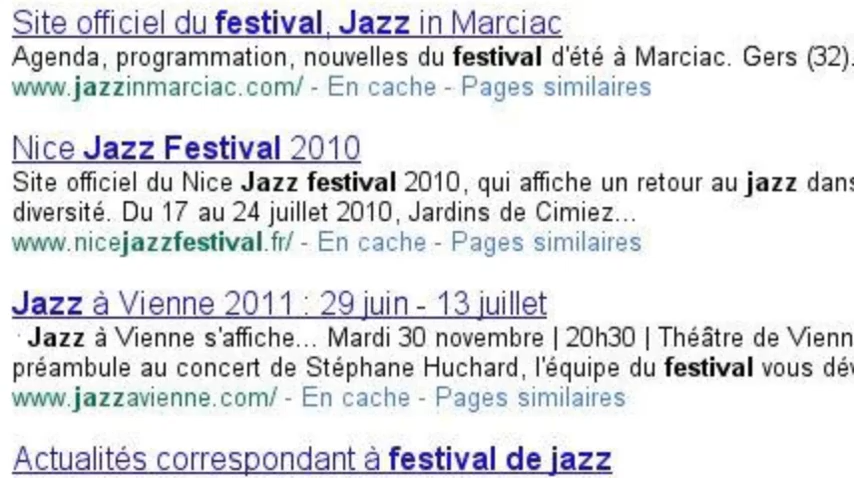 Site officiel du festival, Jazz in Marciac
Agenda, programmation, nouvelles du festival d'été à Marciac. Gers (32).
www.jazzinmarciac.com/ - En cache - Pages similaires
Nice Jazz Festival 2010
Site officiel du Nice Jazz festival 2010, qui affiche un retour au jazz dans
diversité. Du 17 au 24 juillet 2010, Jardins de Cimiez...
www.nicejazzfestival.fr/ - En cache - Pages similaires
Jazz à Vienne 2011 : 29 juin - 13 juillet
· Jazz à Vienne s'affiche... Mardi 30 novembre | 20h30 | Théâtre de Vienn
préambule au concert de Stéphane Huchard, l'équipe du festival vous dév
www.jazzavienne.com/ - En cache - Pages similaires
Actualités correspondant à festival de jazz